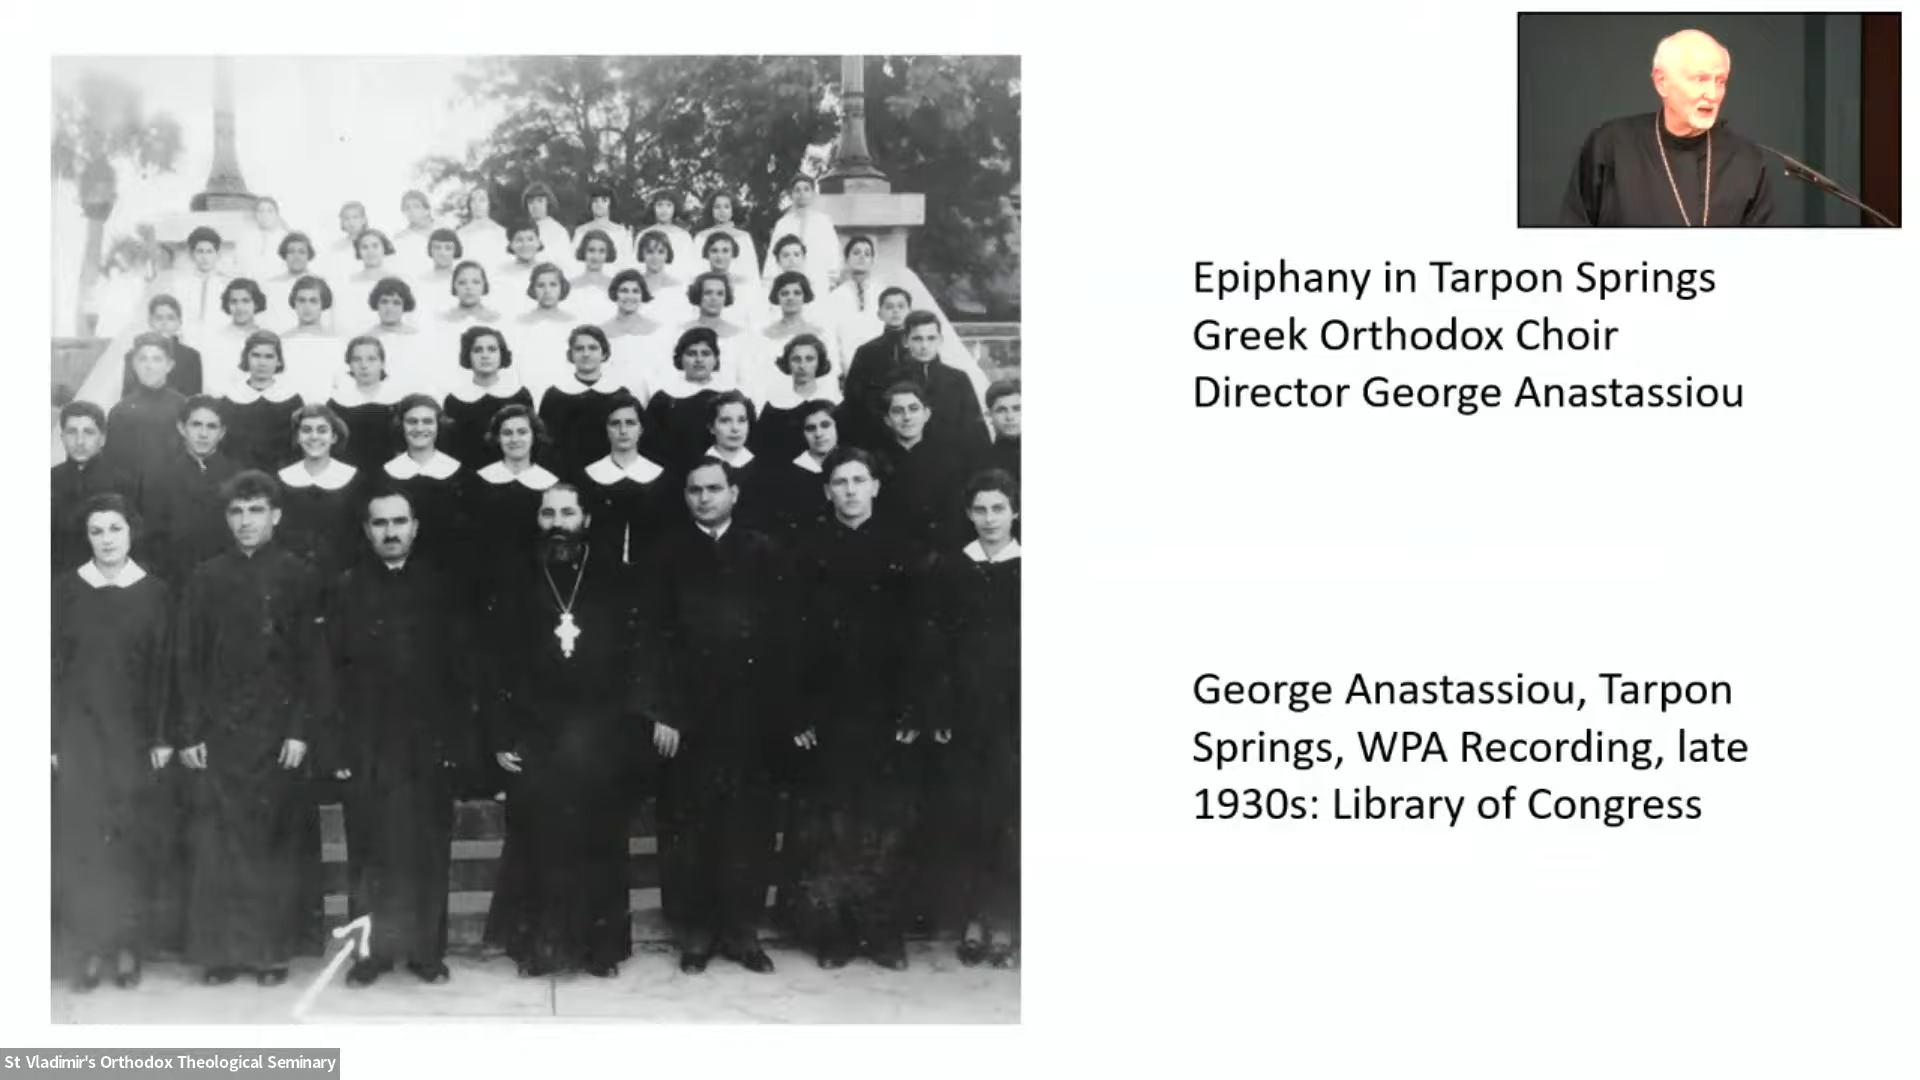 Epiphany in Tarpon Springs
Greek Orthodox Choir
Director George Anastassiou
George Anastassiou, Tarpon
Springs, WPA Recording, late
1930s: Library of Congress
St Vladimir's Orthodox Theological Seminary